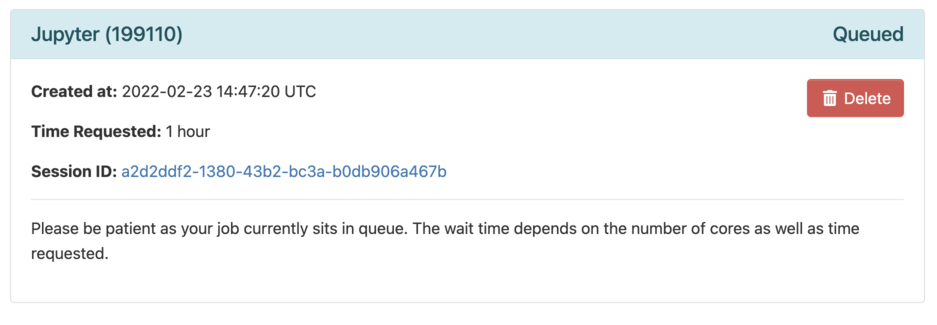 Jupyter (199110) Queued
Created at: 2022-02-23 14:47:20 UTC
Delete
Time Requested: 1 hour
Session ID: a2d2ddf2-1380-43b2-bc3a-b0db906a467b
Please be patient as your job currently sits in queue. The wait time depends on the number of cores as well as time
requested.